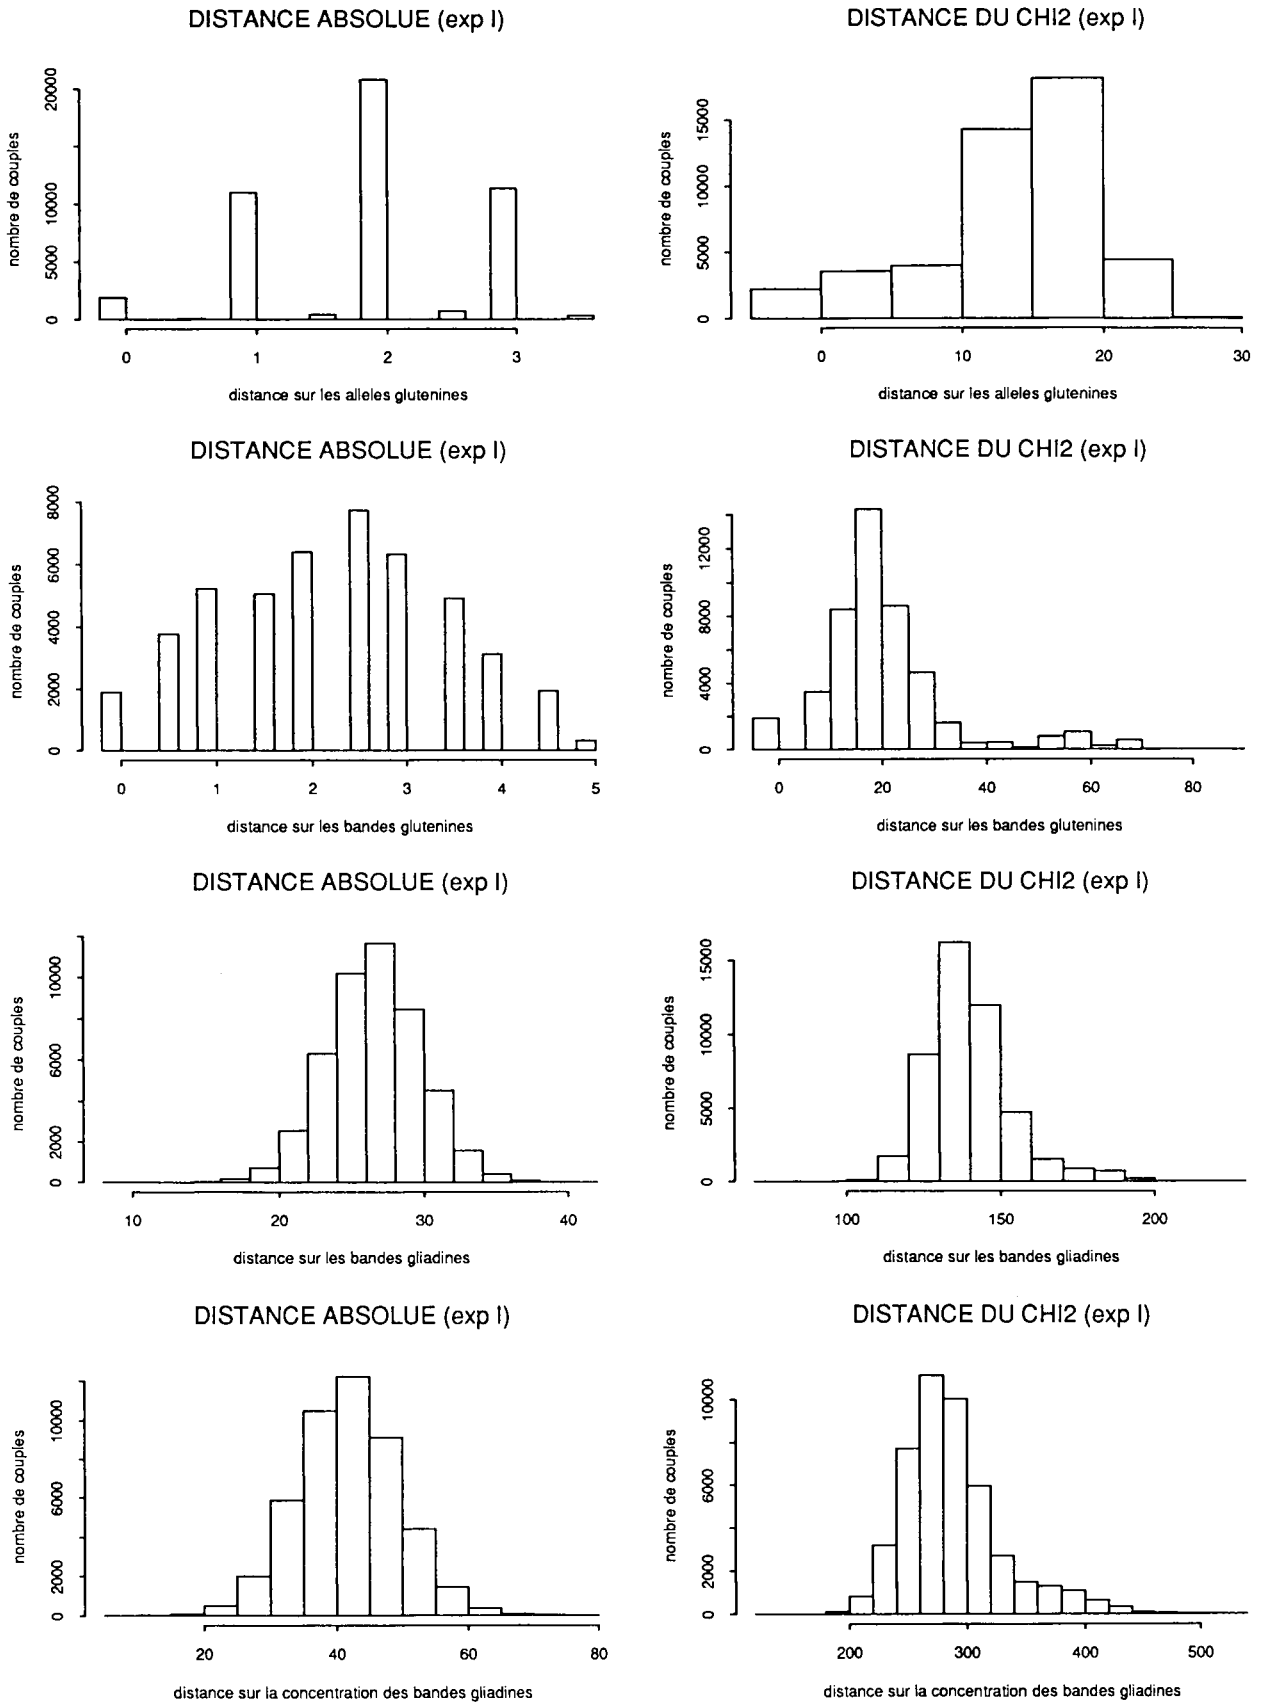 DISTANCE ABSOLUE (exp I)
nombre de couples
0 5000 10000 20000
0 1 2 3
distance sur les alleles glutenines
DISTANCE DU CHI2 (exp I)
nombre de couples
0 5000 10000 15000
0 10 20 30
distance sur les alleles glutenines
DISTANCE ABSOLUE (exp I)
nombre de couples
0 2000 4000 6000 8000
0 1 2 3 4 5
distance sur les bandes glutenines
DISTANCE DU CHI2 (exp I)
nombre de couples
0 4000 8000 12000
0 20 40 60 80
distance sur les bandes glutenines
DISTANCE ABSOLUE (exp I)
nombre de couples
0 2000 6000 10000
10 20 30 40
distance sur les bandes gliadines
DISTANCE DU CHI2 (exp I)
nombre de couples
0 5000 10000 15000
100 150 200
distance sur les bandes gliadines
DISTANCE ABSOLUE (exp I)
nombre de couples
0 2000 6000 10000
20 40 60 80
distance sur la concentration des bandes gliadines
DISTANCE DU CHI2 (exp I)
nombre de couples
0 2000 6000 10000
200 300 400 500
distance sur la concentration des bandes gliadines